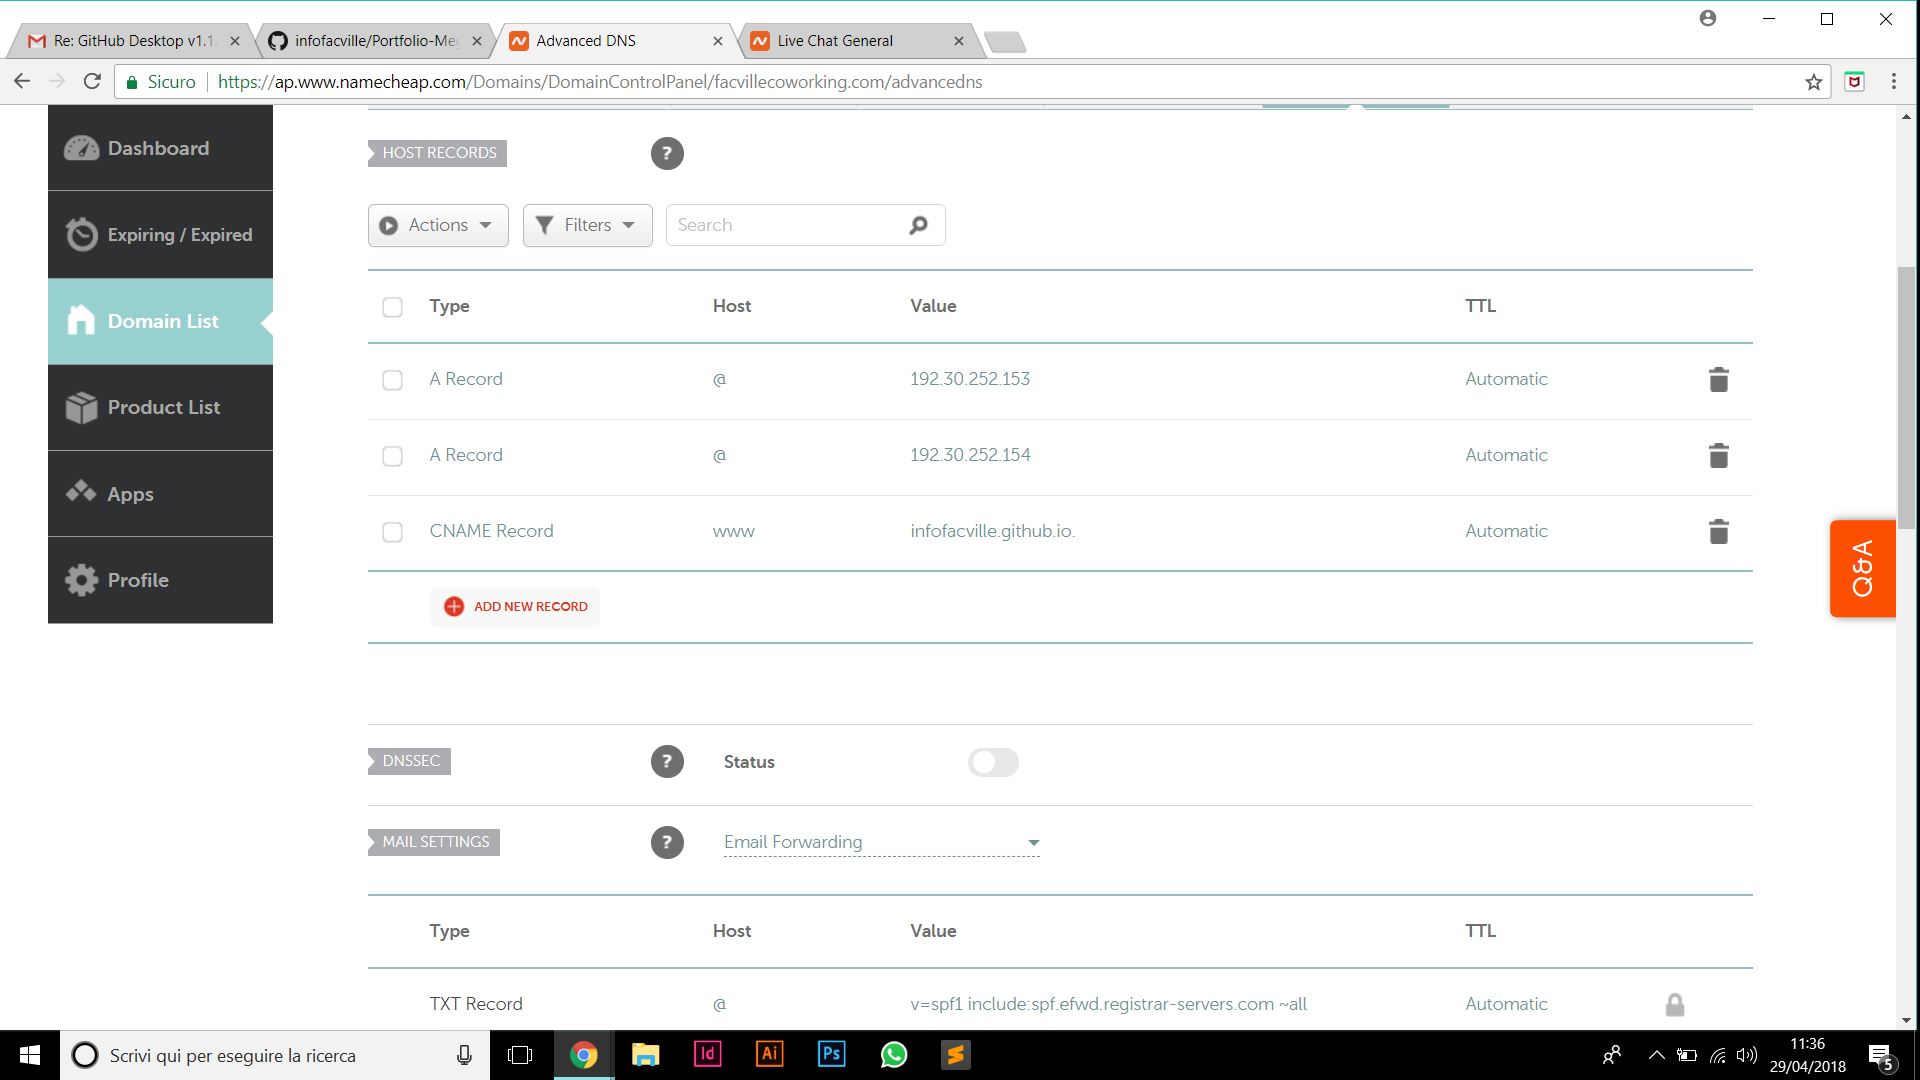 Re: GitHub Desktop v1.1.
infofacville/Portfolio-Me
Advanced DNS
Live Chat General
Sicuro
https://ap.www.namecheap.com/Domains/DomainControlPanel/facvillecoworking.com/advancedns
Dashboard
Expiring / Expired
Domain List
Product List
Apps
Profile
HOST RECORDS
?
Actions
Filters
Search
Type Host Value TTL
A Record @ 192.30.252.153 Automatic
A Record @ 192.30.252.154 Automatic
CNAME Record www infofacville.github.io. Automatic
ADD NEW RECORD
Q&A
DNSSEC ? Status
MAIL SETTINGS ? Email Forwarding
Type Host Value TTL
TXT Record @ v=spf1 include:spf.efwd.registrar-servers.com ~all Automatic
Scrivi qui per eseguire la ricerca
Id
Ai
Ps
11:36
29/04/2018
5